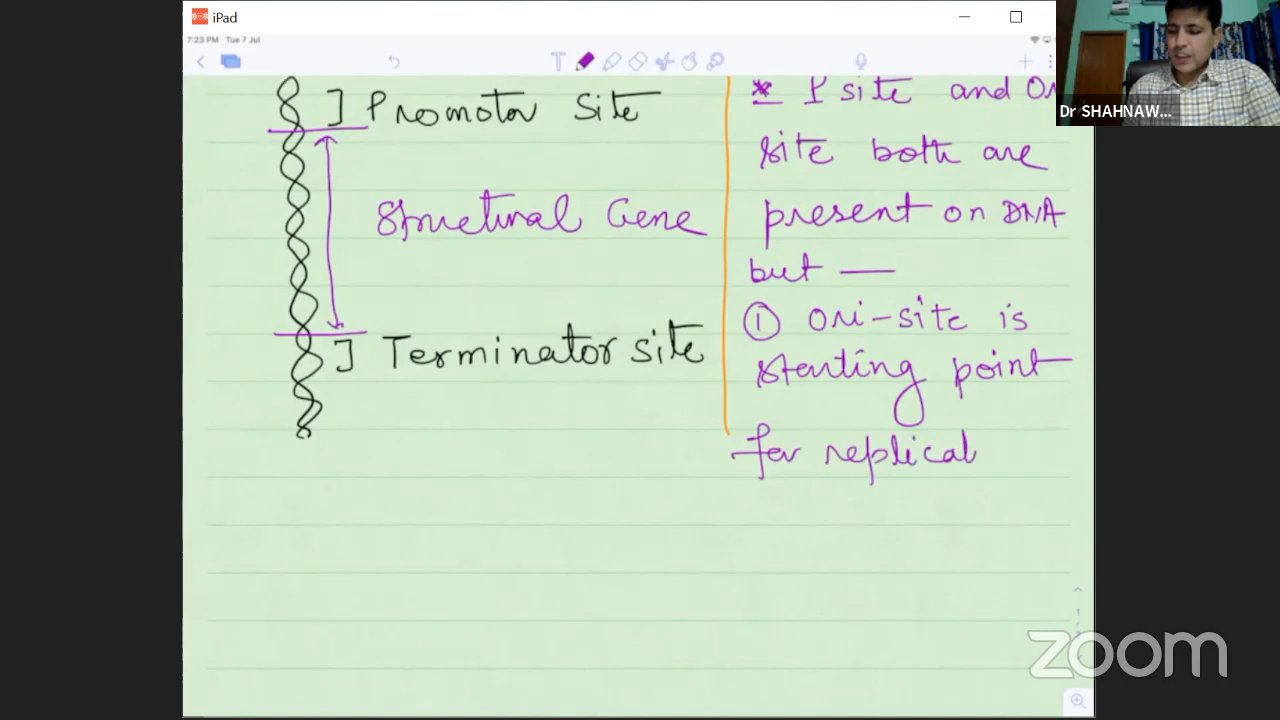 iPad
7:23 PM Tue 7 Jul
Dr SHAHNAW...
] Promotor Site
Structural Gene
] Terminator site
* P site and Ori
site both are
present on DNA
but —
① Ori-site is
starting point
for replical
zoom